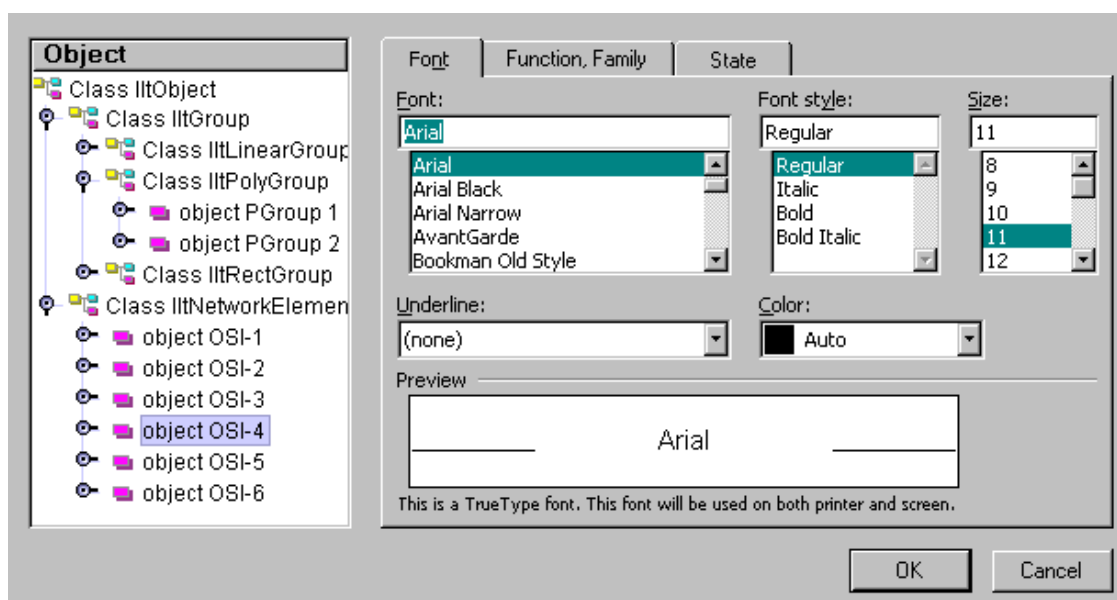 Object
Class IltObject
Class IltGroup
Class IltLinearGroup
Class IltPolyGroup
object PGroup 1
object PGroup 2
Class IltRectGroup
Class IltNetworkElemen
object OSI-1
object OSI-2
object OSI-3
object OSI-4
object OSI-5
object OSI-6
Font
Function, Family
State
Font:
Arial
Arial
Arial Black
Arial Narrow
AvantGarde
Bookman Old Style
Font style:
Regular
Regular
Italic
Bold
Bold Italic
Size:
11
8
9
10
11
12
Underline:
(none)
Color:
Auto
Preview
Arial
This is a TrueType font. This font will be used on both printer and screen.
OK
Cancel